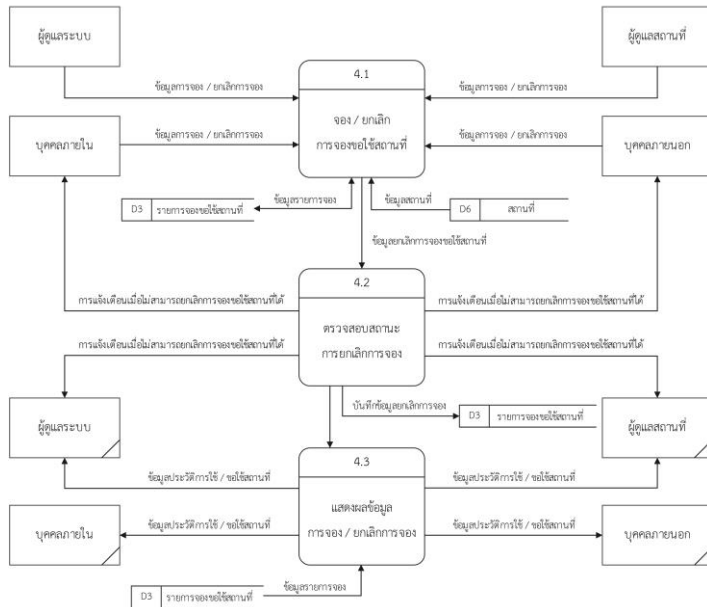 ผู้ดูแลระบบ
ผู้ดูแลสถานที่
4.1
ข้อมูลการจอง / ยกเลิกการจอง
ข้อมูลการจอง / ยกเลิกการจอง
จอง / ยกเลิก
การจองขอใช้สถานที่
บุคคลภายใน
ข้อมูลการจอง / ยกเลิกการจอง
ข้อมูลการจอง / ยกเลิกการจอง
บุคคลภายนอก
D3
รายการจองขอใช้สถานที่
ข้อมูลรายการจอง
ข้อมูลสถานที่
D6
สถานที่
ข้อมูลยกเลิกการจองขอใช้สถานที่
4.2
การแจ้งเตือนเมื่อไม่สามารถยกเลิกการจองขอใช้สถานที่ได้
การแจ้งเตือนเมื่อไม่สามารถยกเลิกการจองขอใช้สถานที่ได้
ตรวจสอบสถานะ
การยกเลิกการจอง
การแจ้งเตือนเมื่อไม่สามารถยกเลิกการจองขอใช้สถานที่ได้
การแจ้งเตือนเมื่อไม่สามารถยกเลิกการจองขอใช้สถานที่ได้
บันทึกข้อมูลยกเลิกการจอง
D3
รายการจองขอใช้สถานที่
ผู้ดูแลระบบ
ผู้ดูแลสถานที่
4.3
ข้อมูลประวัติการใช้ / ขอใช้สถานที่
ข้อมูลประวัติการใช้ / ขอใช้สถานที่
แสดงผลข้อมูล
การจอง / ยกเลิกการจอง
บุคคลภายใน
ข้อมูลประวัติการใช้ / ขอใช้สถานที่
ข้อมูลประวัติการใช้ / ขอใช้สถานที่
บุคคลภายนอก
D3
รายการจองขอใช้สถานที่
ข้อมูลรายการจอง